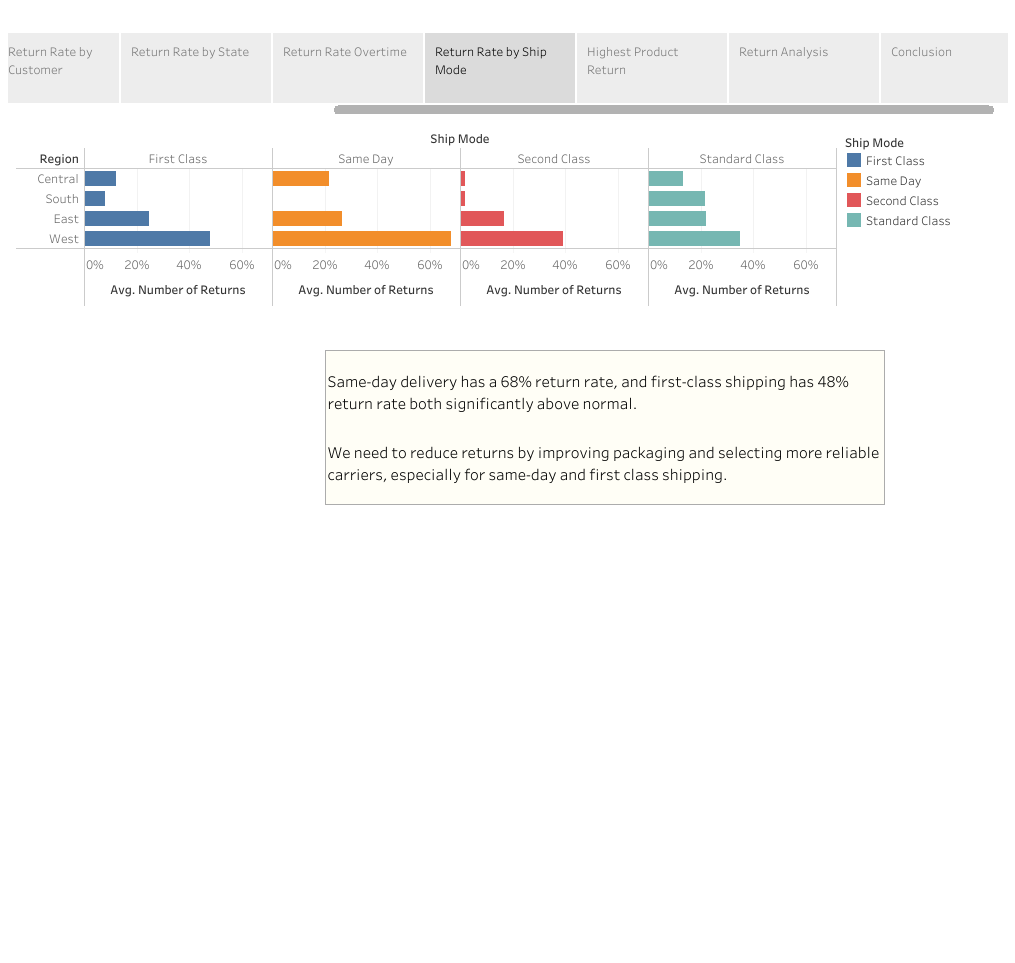 Return Rate by
Customer
Return Rate by State
Return Rate Overtime
Return Rate by Ship
Mode
Highest Product
Return
Return Analysis
Conclusion
Ship Mode
Region First Class Same Day Second Class Standard Class
Central
South
East
West
0% 20% 40% 60% 0% 20% 40% 60% 0% 20% 40% 60% 0% 20% 40% 60%
Avg. Number of Returns Avg. Number of Returns Avg. Number of Returns Avg. Number of Returns
Ship Mode
First Class
Same Day
Second Class
Standard Class
Same-day delivery has a 68% return rate, and first-class shipping has 48%
return rate both significantly above normal.
We need to reduce returns by improving packaging and selecting more reliable
carriers, especially for same-day and first class shipping.